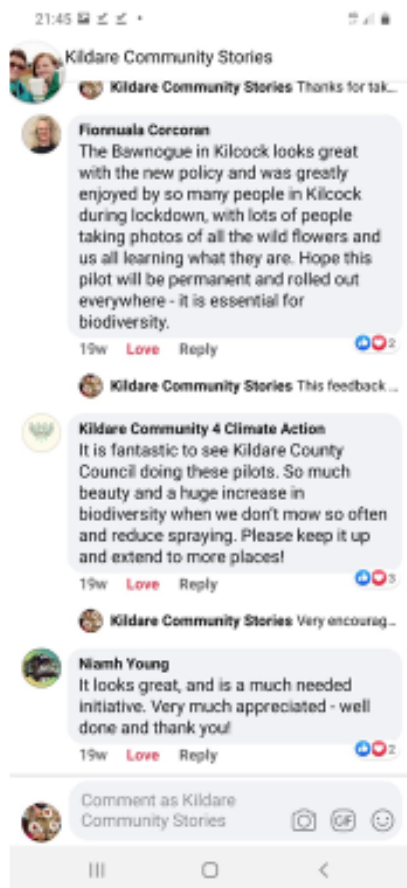 21:45
Kildare Community Stories
Kildare Community Stories Thanks for tak...
Fionnuala Corcoran
The Bawnogue in Kilcock looks great
with the new policy and was greatly
enjoyed by so many people in Kilcock
during lockdown, with lots of people
taking photos of all the wild flowers and
us all learning what they are. Hope this
pilot will be permanent and rolled out
everywhere - it is essential for
biodiversity.
19w Love Reply 2
Kildare Community Stories This feedback ...
Kildare Community 4 Climate Action
It is fantastic to see Kildare County
Council doing these pilots. So much
beauty and a huge increase in
biodiversity when we don't mow so often
and reduce spraying. Please keep it up
and extend to more places!
19w Love Reply 3
Kildare Community Stories Very encourag...
Niamh Young
It looks great, and is a much needed
initiative. Very much appreciated - well
done and thank you!
19w Love Reply 2
Comment as Kildare
Community Stories
GIF